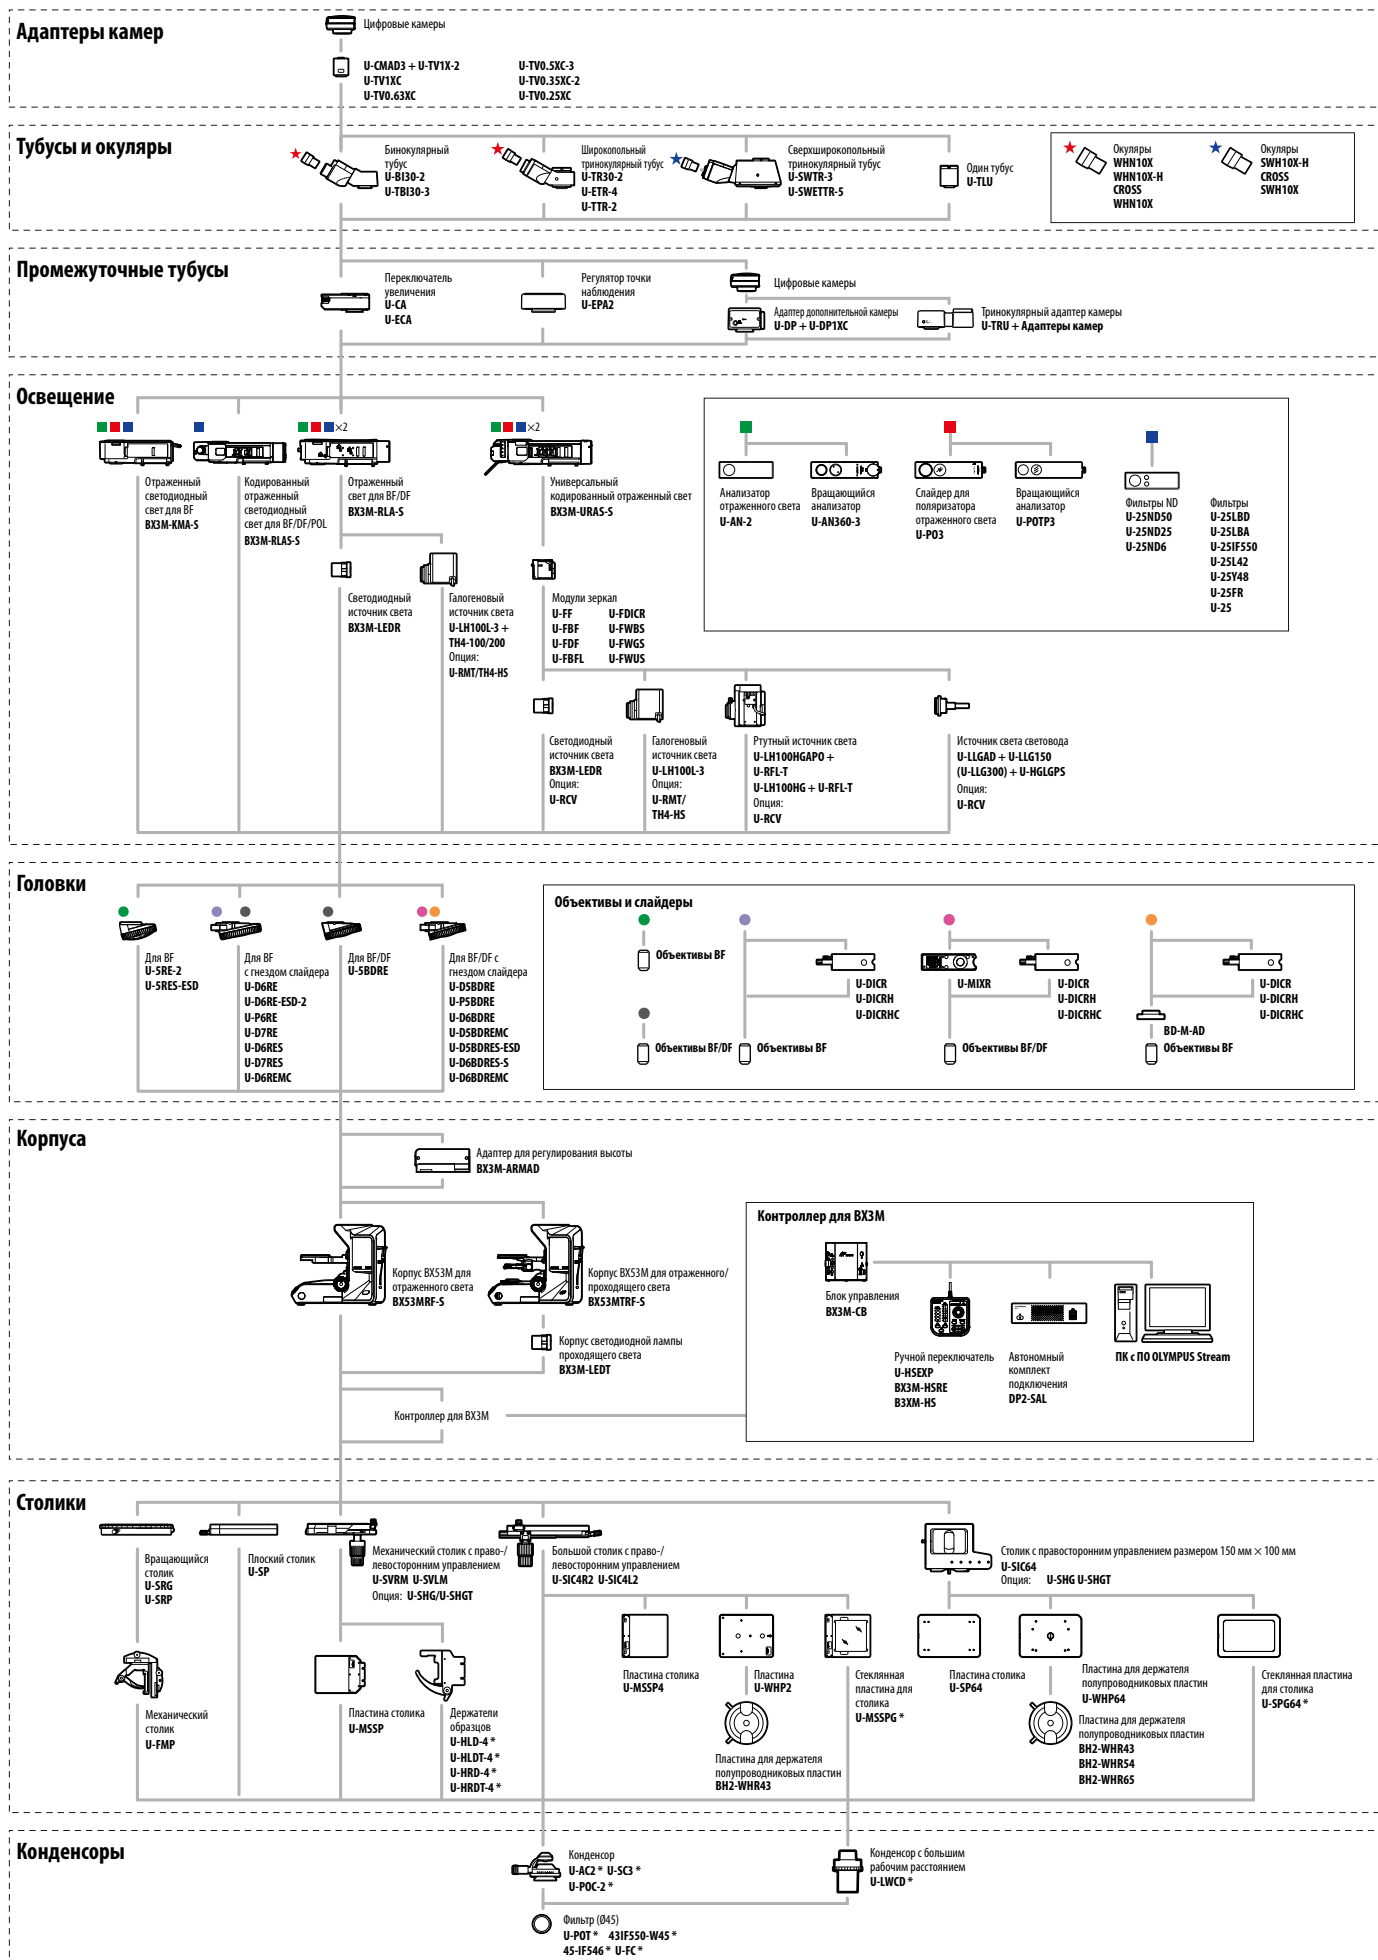 Адаптеры камер
Цифровые камеры
U-CMAD3 + U-TV1X-2
U-TV1XC
U-TV0.63XC
U-TV0.5XC-3
U-TV0.35XC-2
U-TV0.25XC
Тубусы и окуляры
Бинокулярный
тубус
U-BI30-2
U-TBI30-3
Широкопольный
тринокулярный тубус
U-TR30-2
U-ETR-4
U-TTR-2
Сверхширокопольный
тринокулярный тубус
U-SWTR-3
U-SWETTR-5
Один тубус
U-TLU
Окуляры
WHN10X
WHN10X-H
CROSS
WHN10X
Окуляры
SWH10X-H
CROSS
SWH10X
Промежуточные тубусы
Переключатель
увеличения
U-CA
U-ECA
Регулятор точки
наблюдения
U-EPA2
Цифровые камеры
Адаптер дополнительной камеры
U-DP + U-DP1XC
Тринокулярный адаптер камеры
U-TRU + Адаптеры камер
Освещение
×2
×2
Отраженный
светодиодный
свет для BF
BX3M-KMA-S
Кодированный
отраженный
светодиодный
свет для BF/DF/POL
BX3M-RLAS-S
Отраженный
свет для BF/DF
BX3M-RLA-S
Универсальный
кодированный отраженный свет
BX3M-URAS-S
Светодиодный
источник света
BX3M-LEDR
Галогеновый
источник света
U-LH100L-3 +
TH4-100/200
Опция:
U-RMT/TH4-HS
Модули зеркал
U-FF
U-FBF
U-FDF
U-FBFL
U-FDICR
U-FWBS
U-FWGS
U-FWUS
Анализатор
отраженного света
U-AN-2
Вращающийся
анализатор
U-AN360-3
Слайдер для
поляризатора
отраженного света
U-PO3
Вращающийся
анализатор
U-POTP3
Фильтры ND
U-25ND50
U-25ND25
U-25ND6
Фильтры
U-25LBD
U-25LBA
U-25IF550
U-25L42
U-25Y48
U-25FR
U-25
Светодиодный
источник света
BX3M-LEDR
Опция:
U-RCV
Галогеновый
источник света
U-LH100L-3
Опция:
U-RMT/
TH4-HS
Ртутный источник света
U-LH100HGAPO +
U-RFL-T
U-LH100HG + U-RFL-T
Опция:
U-RCV
Источник света световода
U-LLGAD + U-LLG150
(U-LLG300) + U-HGLGPS
Опция:
U-RCV
Головки
Для BF
U-5RE-2
U-5RES-ESD
Для BF
с гнездом слайдера
U-D6RE
U-D6RE-ESD-2
U-P6RE
U-D7RE
U-D6RES
U-D7RES
U-D6REMC
Для BF/DF
U-5BDRE
Для BF/DF с
гнездом слайдера
U-D5BDRE
U-P5BDRE
U-D6BDRE
U-D5BDREMC
U-D5BDRES-ESD
U-D6BDRES-S
U-D6BDREMC
Объективы и слайдеры
Объективы BF
Объективы BF/DF
U-DICR
U-DICRH
U-DICRHC
Объективы BF
U-MIXR
U-DICR
U-DICRH
U-DICRHC
Объективы BF/DF
U-DICR
U-DICRH
U-DICRHC
BD-M-AD
Объективы BF
Корпуса
Адаптер для регулирования высоты
BX3M-ARMAD
Корпус BX53M для
отраженного света
BX53MRF-S
Корпус BX53M для отраженного/
проходящего света
BX53MTRF-S
Корпус светодиодной лампы
проходящего света
BX3M-LEDT
Контроллер для BX3M
Контроллер для BX3M
Блок управления
BX3M-CB
Ручной переключатель
U-HSEXP
BX3M-HSRE
B3XM-HS
Автономный
комплект
подключения
DP2-SAL
ПК с ПО OLYMPUS Stream
Столики
Вращающийся
столик
U-SRG
U-SRP
Плоский столик
U-SP
Механический столик с право-/
левосторонним управлением
U-SVRM U-SVLM
Опция: U-SHG/U-SHGT
Большой столик с право-/
левосторонним управлением
U-SIC4R2 U-SIC4L2
Столик с правосторонним управлением размером 150 мм × 100 мм
U-SIC64
Опция: U-SHG U-SHGT
Механический
столик
U-FMP
Пластина столика
U-MSSP
Держатели
образцов
U-HLD-4 *
U-HLDT-4 *
U-HRD-4 *
U-HRDT-4 *
Пластина столика
U-MSSP4
Пластина
U-WHP2
Пластина для держателя
полупроводниковых пластин
BH2-WHR43
Стеклянная
пластина для
столика
U-MSSPG *
Пластина столика
U-SP64
Пластина для держателя
полупроводниковых пластин
U-WHP64
Пластина для держателя
полупроводниковых пластин
BH2-WHR43
BH2-WHR54
BH2-WHR65
Стеклянная пластина
для столика
U-SPG64 *
Конденсоры
Конденсор
U-AC2 * U-SC3 *
U-POC-2 *
Конденсор с большим
рабочим расстоянием
U-LWCD *
Фильтр (Ø45)
U-POT * 43IF550-W45 *
45-IF546 * U-FC *